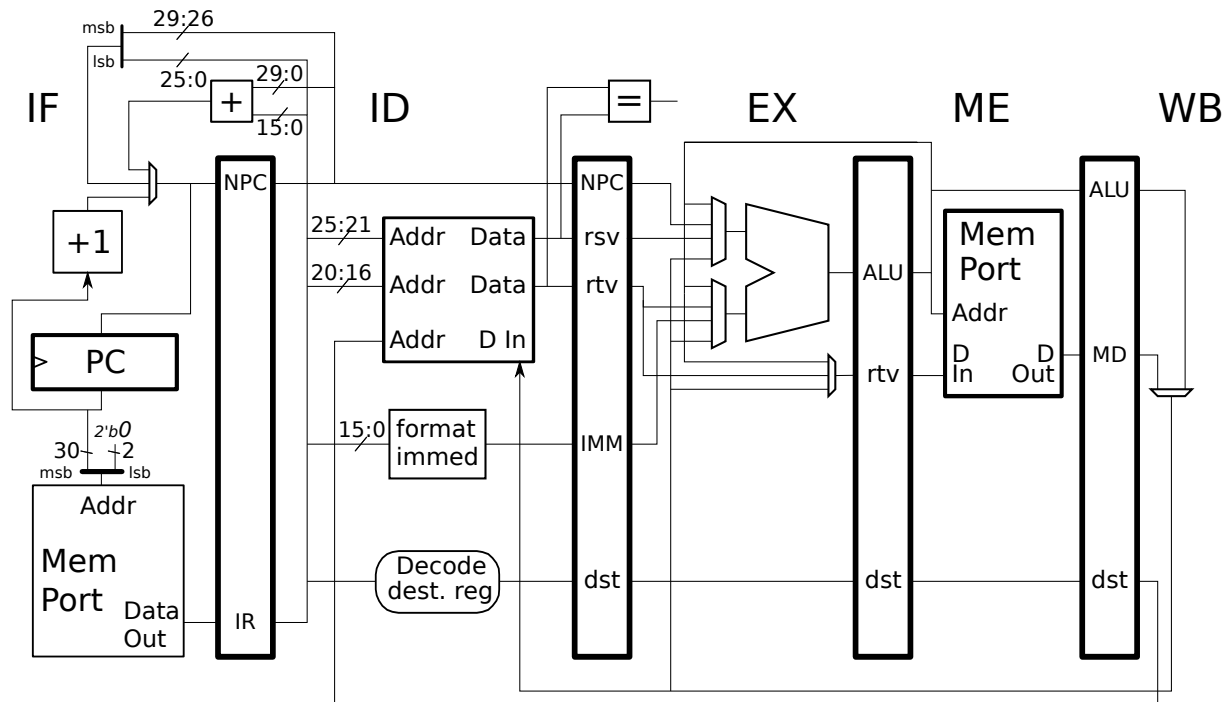 29:26
msb
lsb
25:0
29:0
+
15:0
IF
ID
=
EX
ME
WB
NPC
NPC
ALU
+1
25:21
Addr
Data
rsv
Mem
Port
20:16
Addr
Data
rtv
ALU
Addr
Addr
D In
PC
D
In
D
Out
MD
rtv
2'b0
30
2
msb
lsb
15:0
format
immed
IMM
Addr
Mem
Port
Data
Out
Decode
dest. reg
dst
dst
dst
IR